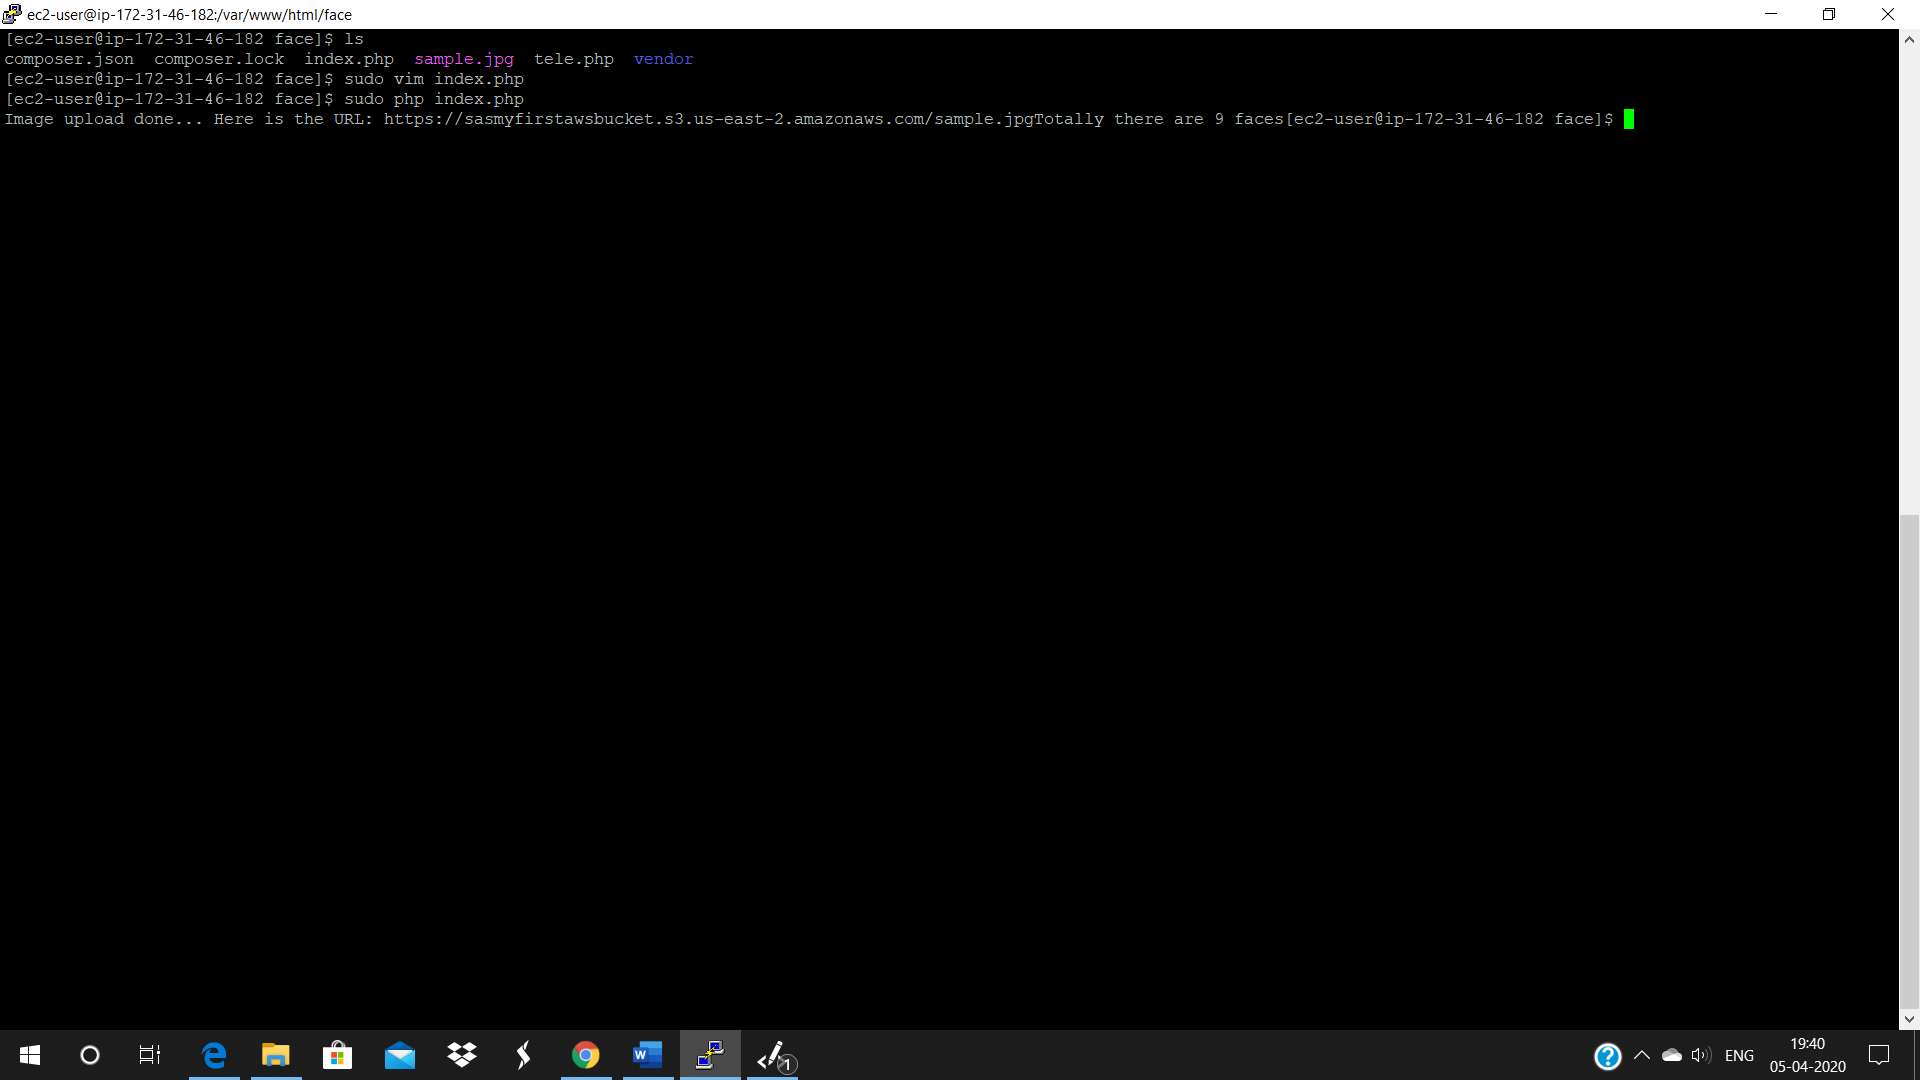 ec2-user@ip-172-31-46-182:/var/www/html/face
[ec2-user@ip-172-31-46-182 face]$ ls
composer.json  composer.lock  index.php  sample.jpg  tele.php  vendor
[ec2-user@ip-172-31-46-182 face]$ sudo vim index.php
[ec2-user@ip-172-31-46-182 face]$ sudo php index.php
Image upload done... Here is the URL: https://sasmyfirstawsbucket.s3.us-east-2.amazonaws.com/sample.jpgTotally there are 9 faces[ec2-user@ip-172-31-46-182 face]$
W
1
?
ENG
19:40
05-04-2020